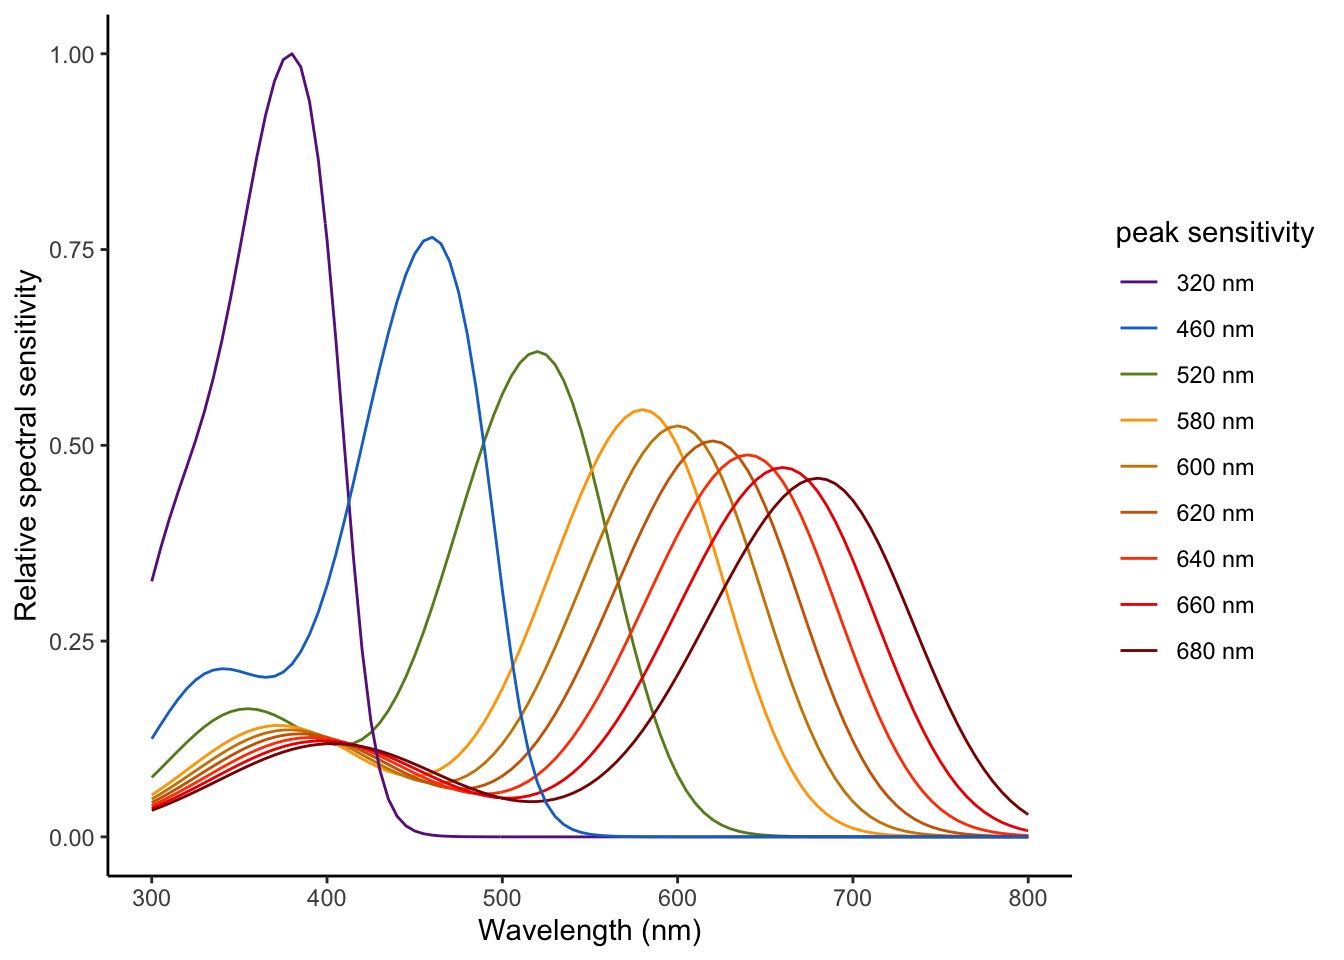 1.00
0.75
0.50
0.25
0.00
Relative spectral sensitivity
300 400 500 600 700 800
Wavelength (nm)
peak sensitivity
320 nm
460 nm
520 nm
580 nm
600 nm
620 nm
640 nm
660 nm
680 nm